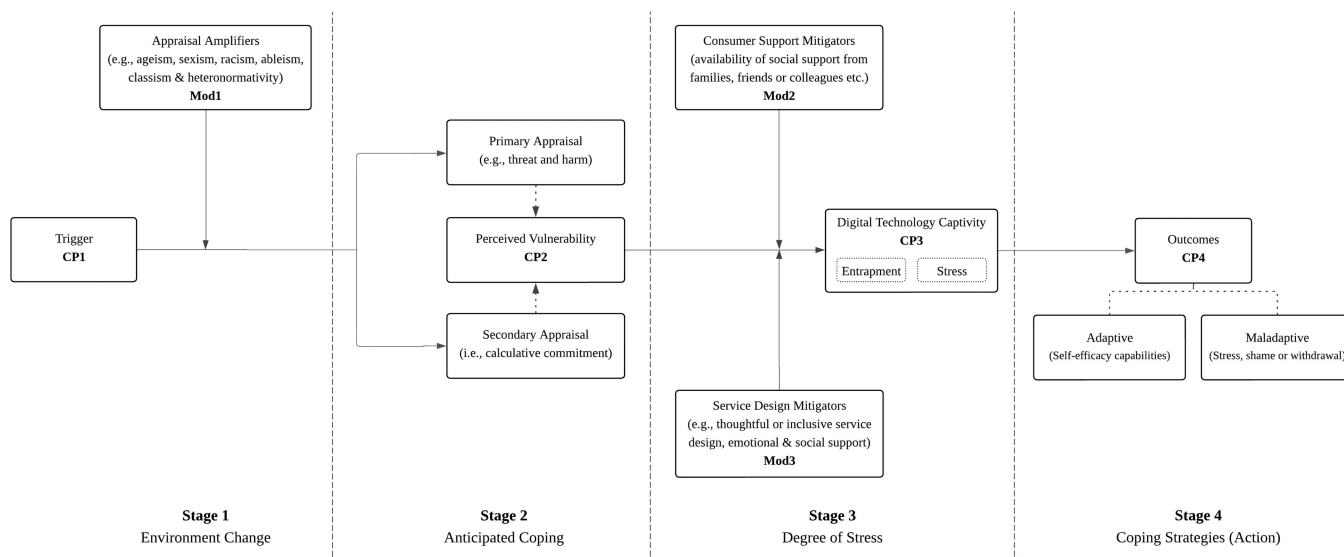 Appraisal Amplifiers
(e.g., ageism, sexism, racism, ableism,
classism & heteronormativity)
Mod1
Trigger
CP1
Primary Appraisal
(e.g., threat and harm)
Perceived Vulnerability
CP2
Secondary Appraisal
(i.e., calculative commitment)
Consumer Support Mitigators
(availability of social support from
families, friends or colleagues etc.)
Mod2
Digital Technology Captivity
CP3
Entrapment
Stress
Service Design Mitigators
(e.g., thoughtful or inclusive service
design, emotional & social support)
Mod3
Outcomes
CP4
Adaptive
(Self-efficacy capabilities)
Maladaptive
(Stress, shame or withdrawal)
Stage 1
Environment Change
Stage 2
Anticipated Coping
Stage 3
Degree of Stress
Stage 4
Coping Strategies (Action)